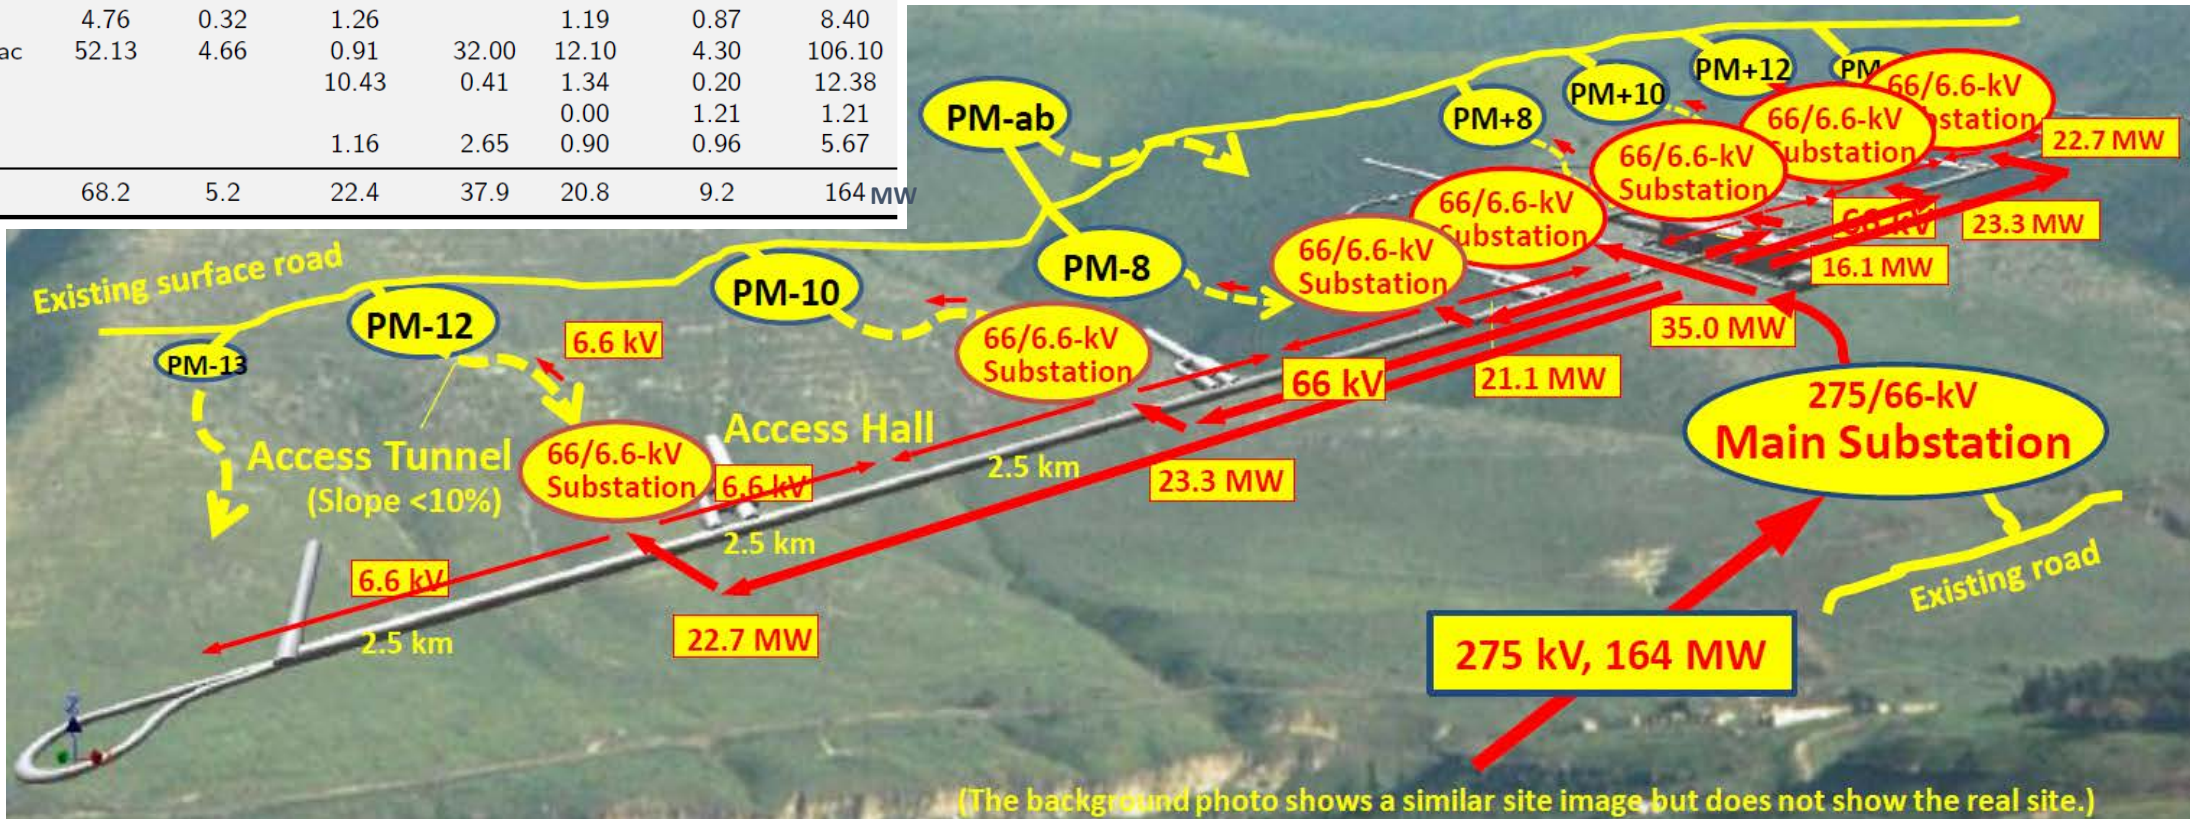 4.76 0.32 1.26 1.19 0.87 8.40
ac 52.13 4.66 0.91 32.00 12.10 4.30 106.10
10.43 0.41 1.34 0.20 12.38
0.00 1.21 1.21
1.16 2.65 0.90 0.96 5.67
68.2 5.2 22.4 37.9 20.8 9.2 164 MW
PM-ab
PM+8
PM+10
PM+12
PM
66/6.6-kV
bstation
66/6.6-kV
ubstation
66/6.6-kV
Substation
66/6.6-kV
Substation
66/6.6-kV
Substation
66/6.6-kV
Substation
66/6.6-kV
Substation
22.7 MW
23.3 MW
66 kV
16.1 MW
35.0 MW
21.1 MW
66 kV
23.3 MW
22.7 MW
Existing surface road
PM-13
PM-12
PM-10
PM-8
6.6 kV
Access Tunnel
(Slope <10%)
Access Hall
6.6 kV
6.6 kV
2.5 km
2.5 km
2.5 km
275/66-kV
Main Substation
275 kV, 164 MW
Existing road
Z
(The background photo shows a similar site image but does not show the real site.)